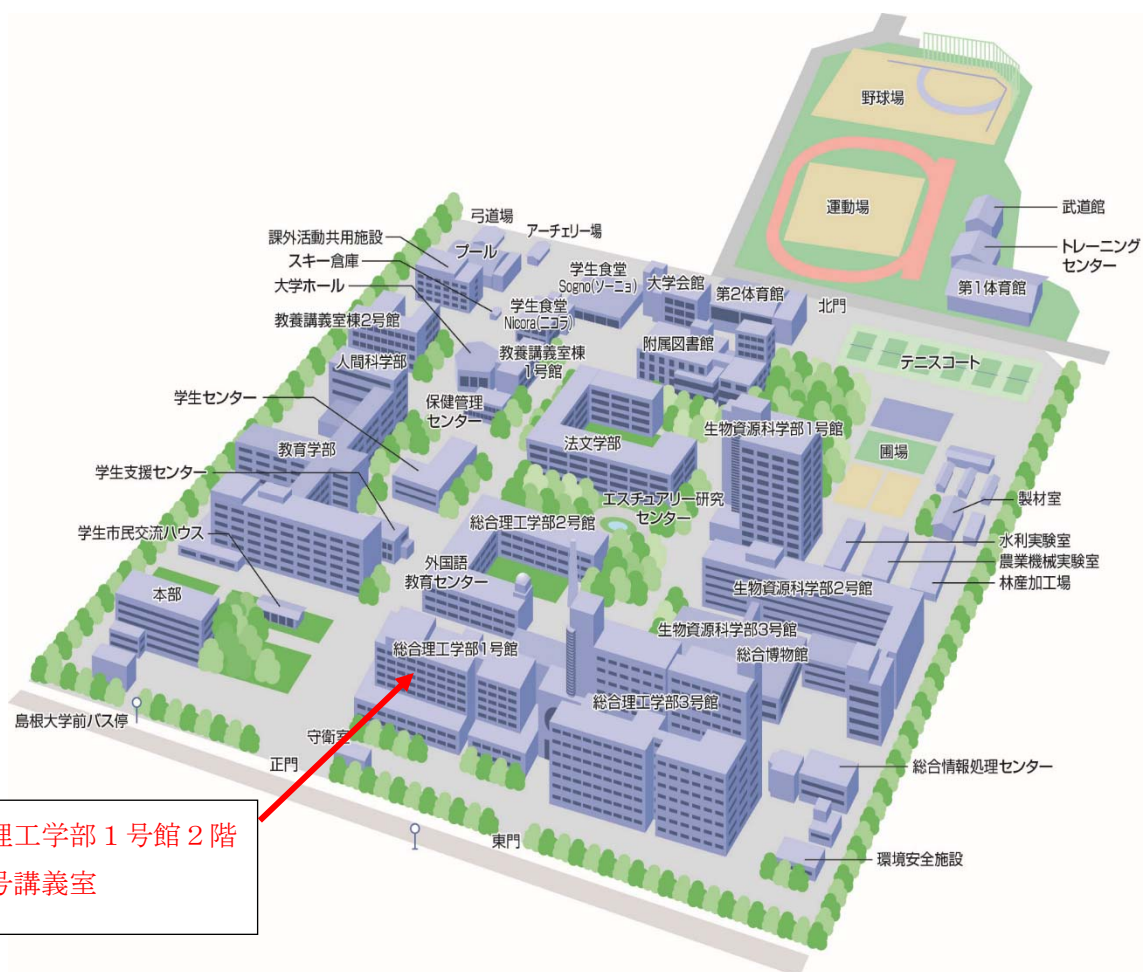 野球場
運動場
武道館
トレーニング
センター
第1体育館
弓道場
アーチェリー場
課外活動共用施設
プール
スキー倉庫
学生食堂
Sogno(ソーニョ)
大学会館
第2体育館
北門
大学ホール
学生食堂
Nicora(ニコラ)
教養講義室棟2号館
附属図書館
テニスコート
人間科学部
教養講義室棟
1号館
学生センター
保健管理
センター
生物資源科学部1号館
教育学部
法文学部
圃場
学生支援センター
エスチュアリー研究
センター
製材室
学生市民交流ハウス
総合理工学部2号館
水利実験室
外国語
教育センター
農業機械実験室
本部
生物資源科学部2号館
林産加工場
生物資源科学部3号館
総合理工学部1号館
総合博物館
総合理工学部3号館
島根大学前バス停
守衛室
正門
総合情報処理センター
東門
環境安全施設
理工学部1号館2階
号講義室